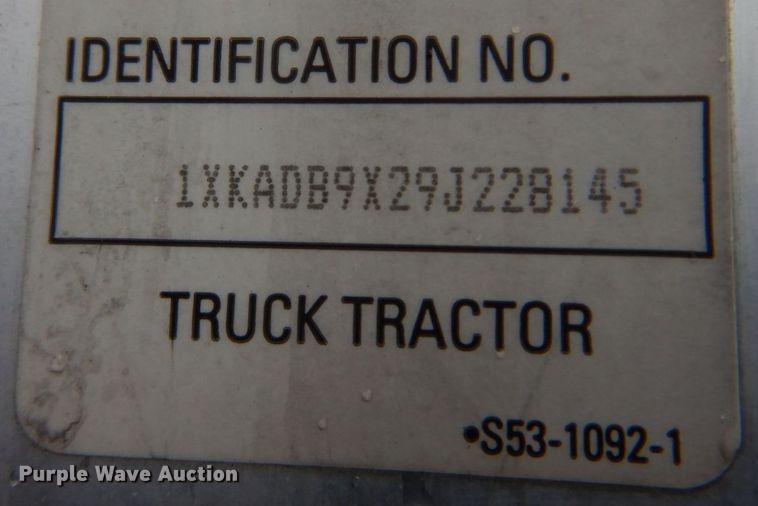 IDENTIFICATION NO.
1XKADB9X29J228145
TRUCK TRACTOR
•S53-1092-1
Purple Wave Auction